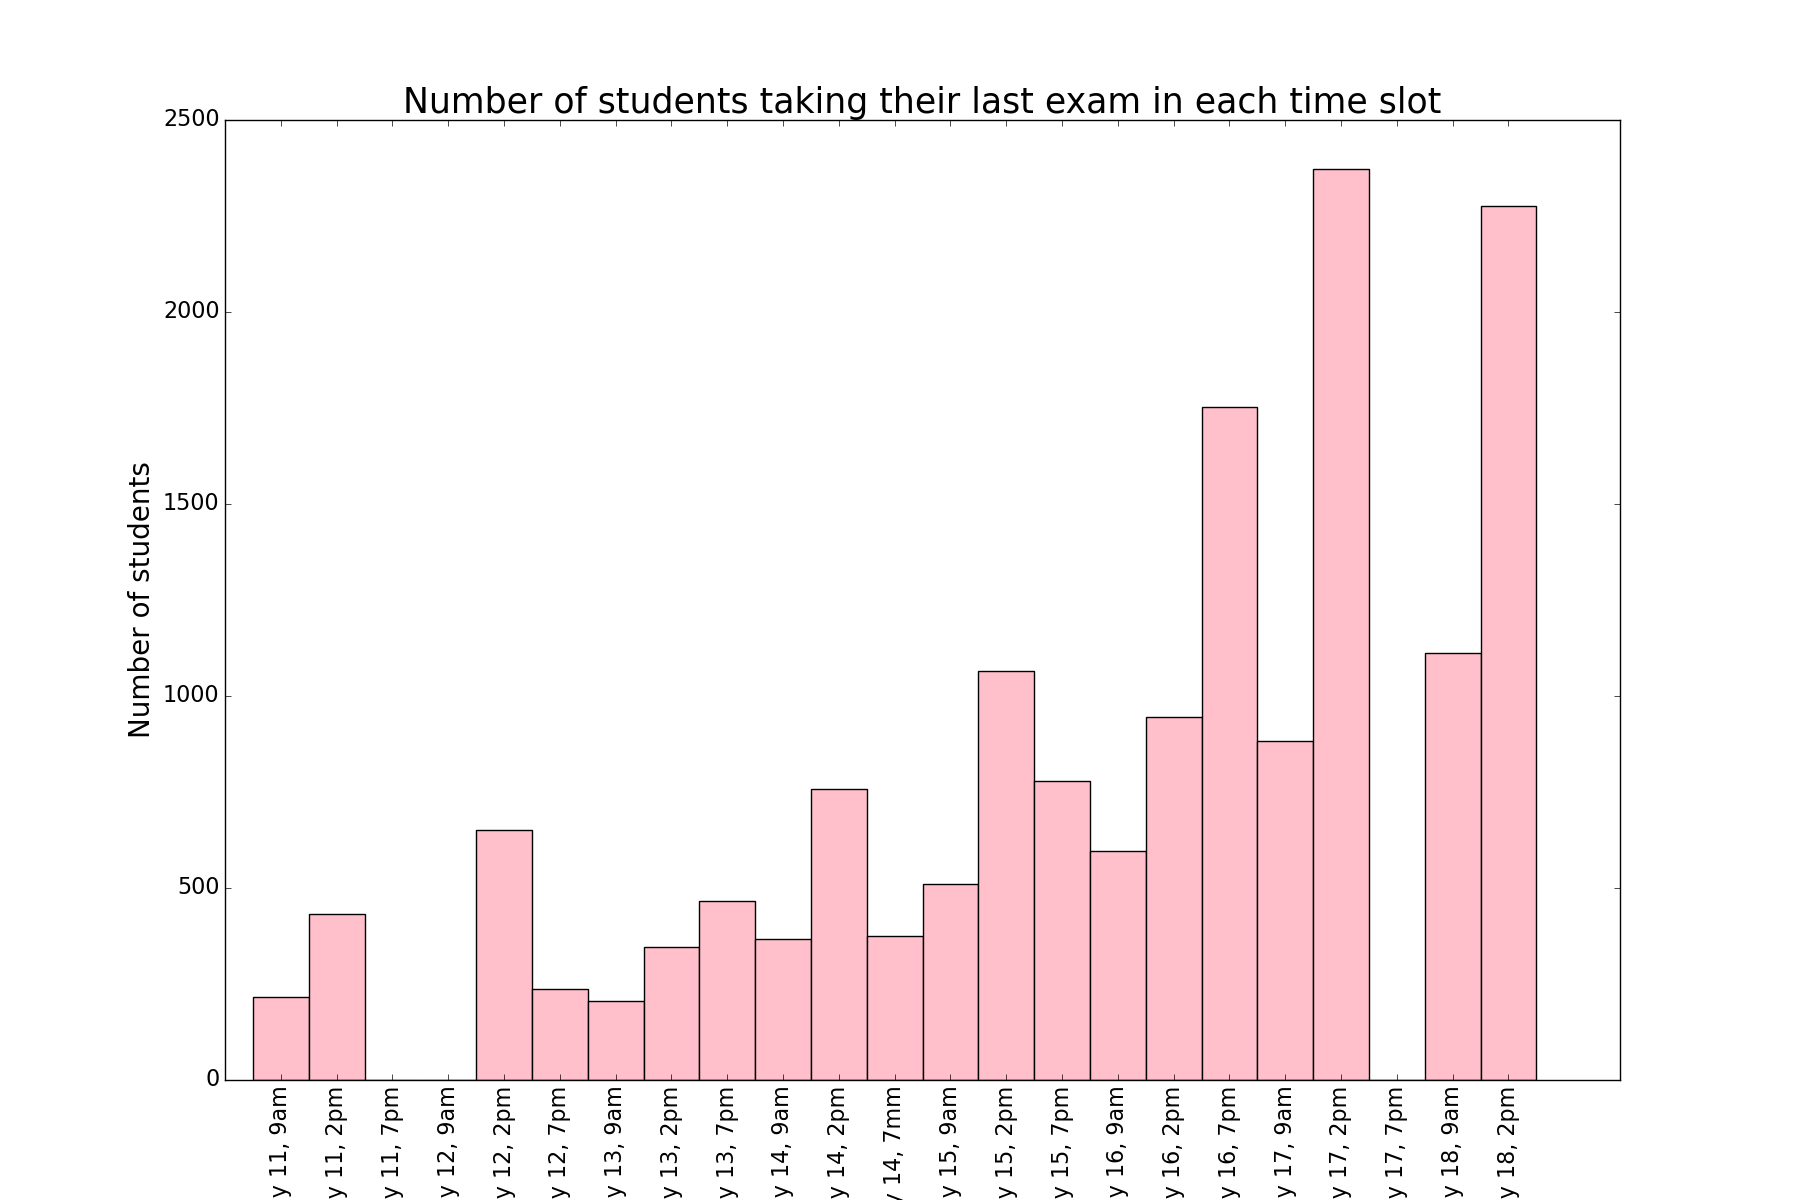 Number of students taking their last exam in each time slot
2500
2000
1500
1000
500
0
Number of students
y 11, 9am
y 11, 2pm
y 11, 7pm
y 12, 9am
y 12, 2pm
y 12, 7pm
y 13, 9am
y 13, 2pm
y 13, 7pm
y 14, 9am
y 14, 2pm
y 14, 7mm
y 15, 9am
y 15, 2pm
y 15, 7pm
y 16, 9am
y 16, 2pm
y 16, 7pm
y 17, 9am
y 17, 2pm
y 17, 7pm
y 18, 9am
y 18, 2pm